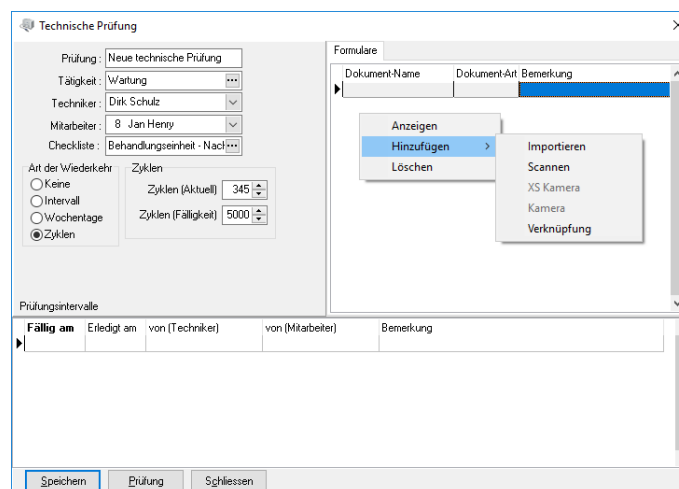 Technische Prüfung
Prüfung : Neue technische Prüfung
Tätigkeit : Wartung
Techniker : Dirk Schulz
Mitarbeiter : 8 Jan Henry
Checkliste : Behandlungseinheit - Nach
Art der Wiederkehr
Keine
Intervall
Wochentage
Zyklen
Zyklen
Zyklen (Aktuell) 345
Zyklen (Fälligkeit) 5000
Prüfungsintervalle
Formulare
Dokument-Name Dokument-Art Bemerkung
Anzeigen
Hinzufügen
Löschen
Importieren
Scannen
XS Kamera
Kamera
Verknüpfung
Fällig am Erledigt am von (Techniker) von (Mitarbeiter) Bemerkung
Speichern Prüfung Schliessen